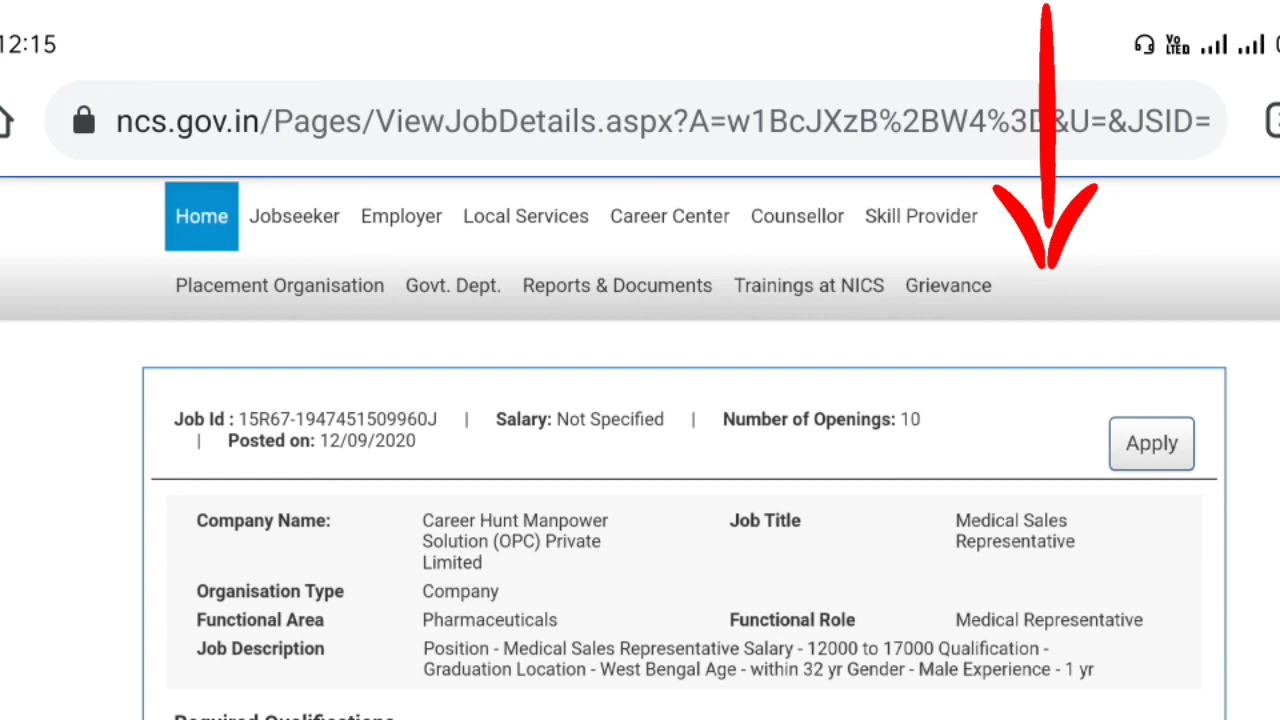 12:15
Vo LTED
ncs.gov.in/Pages/ViewJobDetails.aspx?A=w1BcJXzB%2BW4%3D&U=&JSID=
Home Jobseeker Employer Local Services Career Center Counsellor Skill Provider
Placement Organisation Govt. Dept. Reports & Documents Trainings at NICS Grievance
Job Id : 15R67-1947451509960J | Salary: Not Specified | Number of Openings: 10
| Posted on: 12/09/2020
Apply
Company Name: Career Hunt Manpower Solution (OPC) Private Limited Job Title Medical Sales Representative
Organisation Type Company
Functional Area Pharmaceuticals Functional Role Medical Representative
Job Description Position - Medical Sales Representative Salary - 12000 to 17000 Qualification -
Graduation Location - West Bengal Age - within 32 yr Gender - Male Experience - 1 yr
Required Qualifications